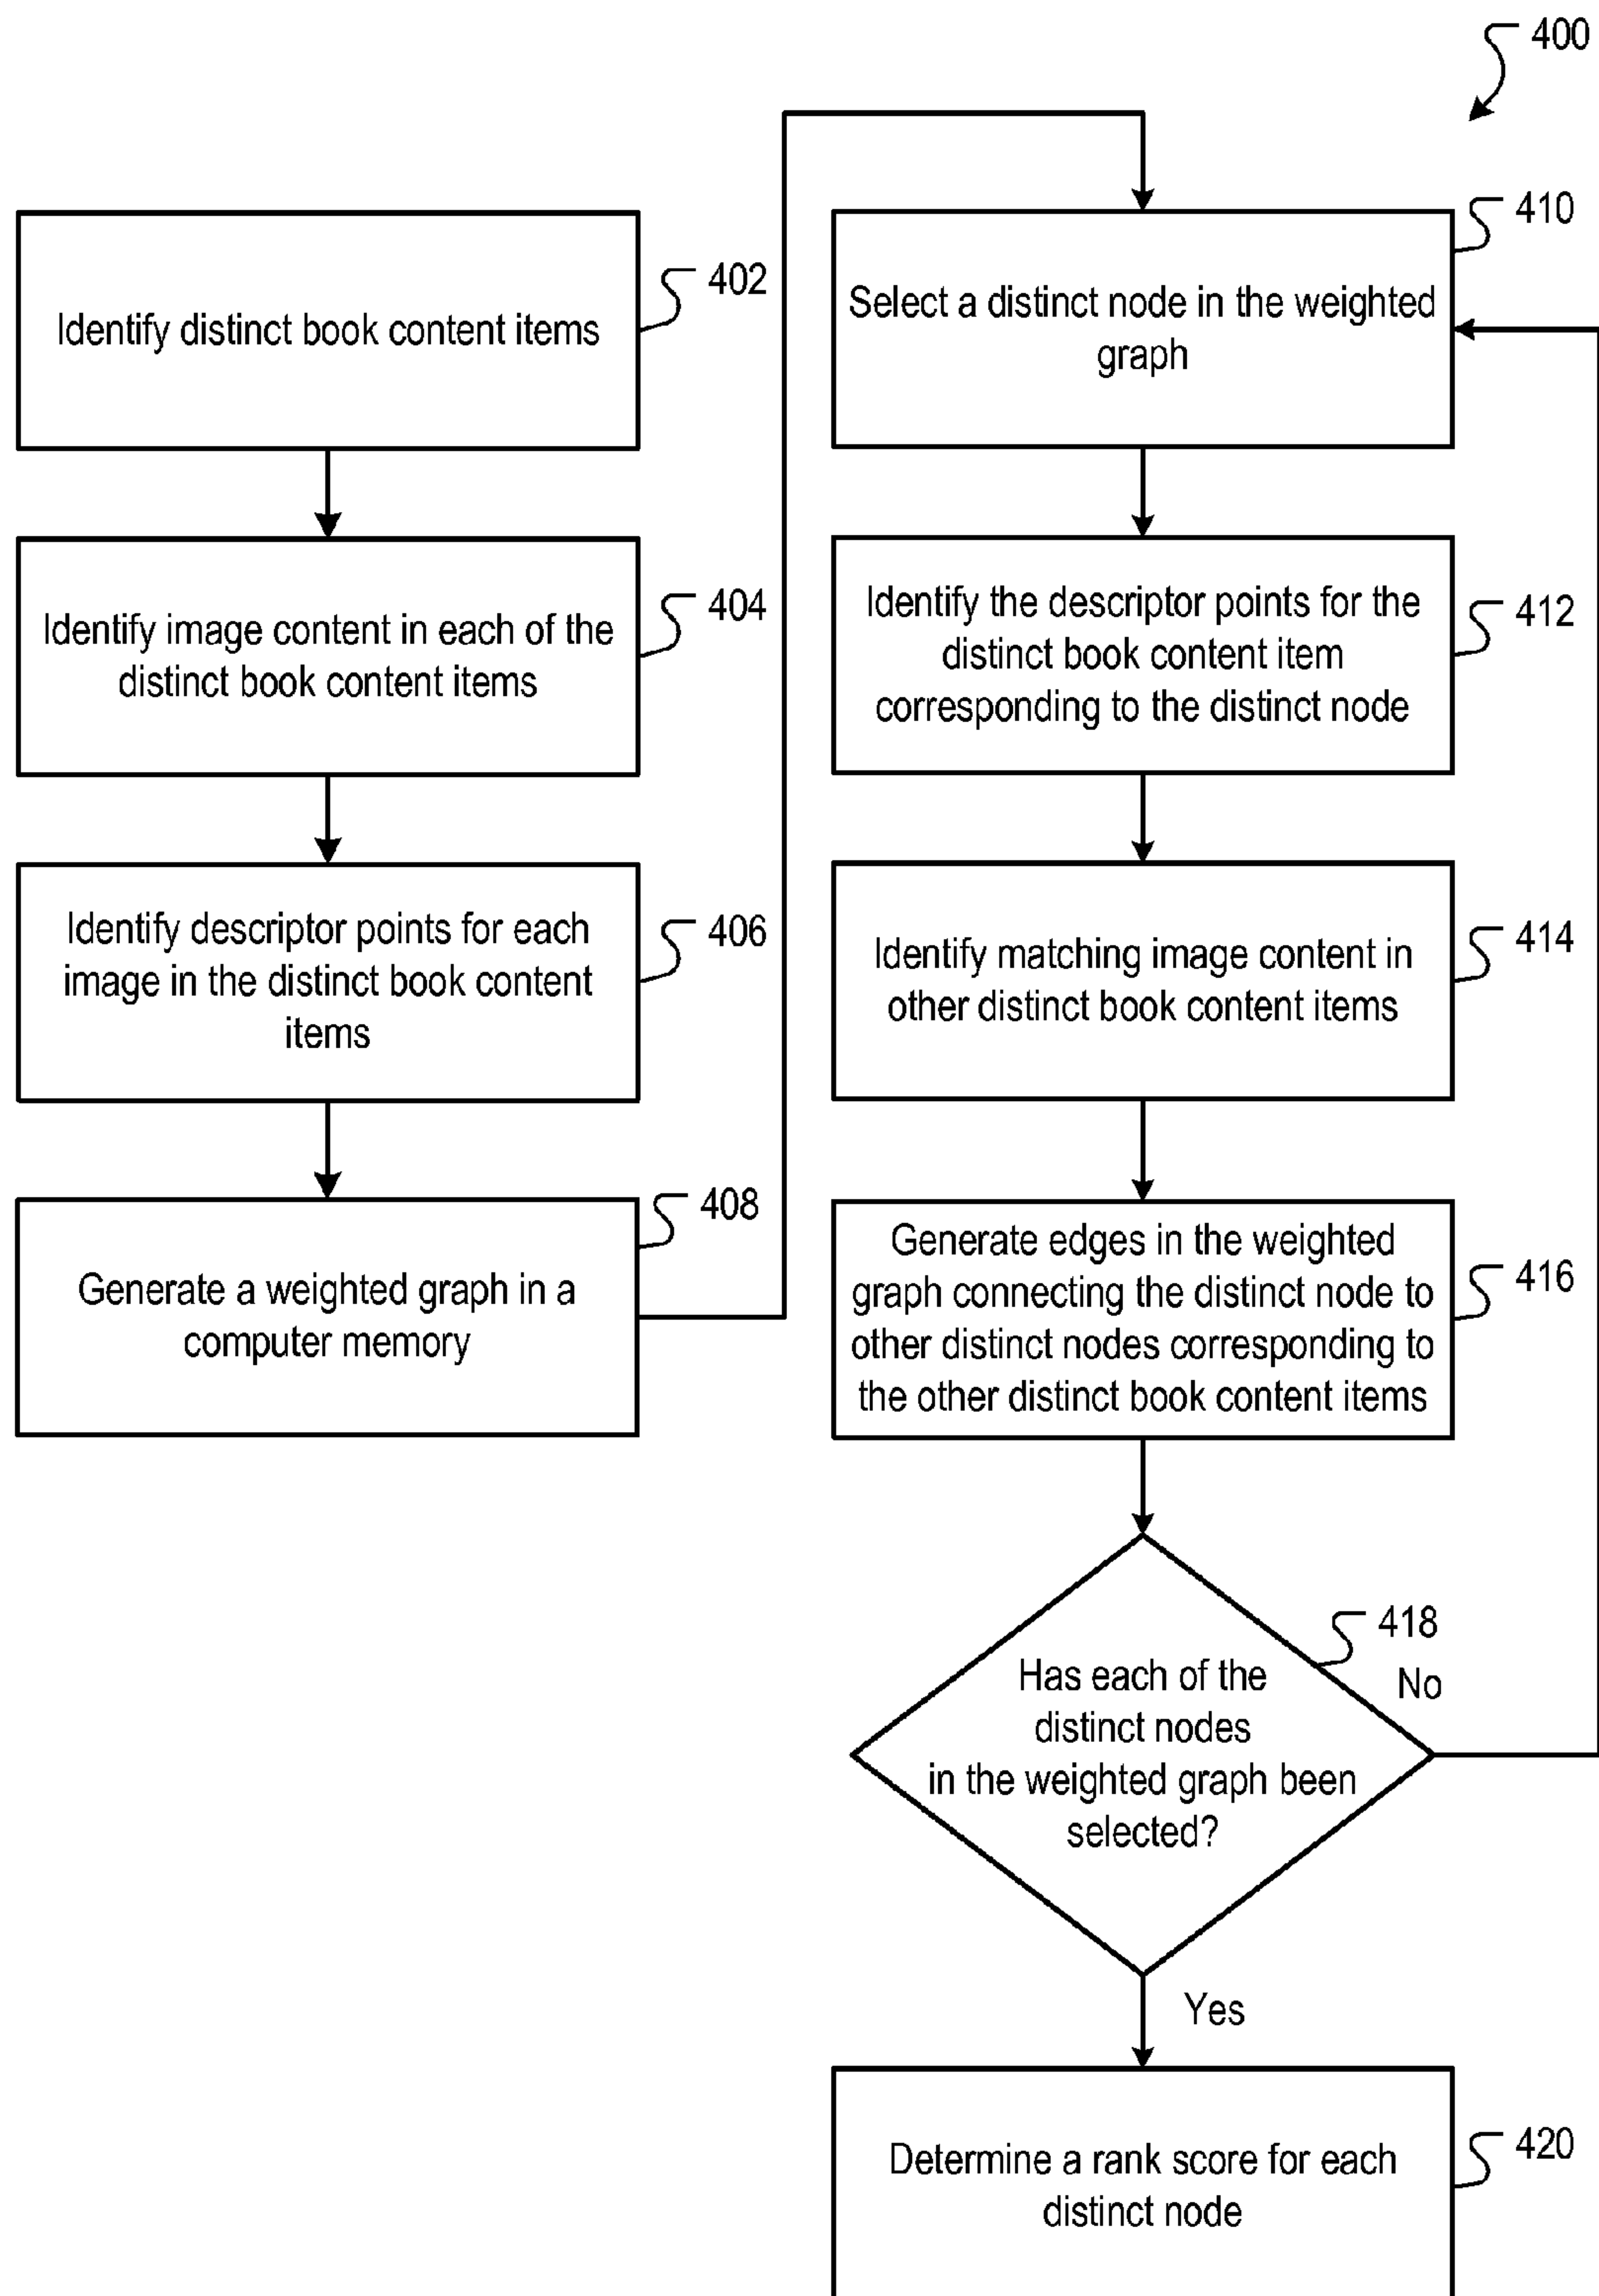 400
Identify distinct book content items
402
Identify image content in each of the
distinct book content items
404
Identify descriptor points for each
image in the distinct book content
items
406
Generate a weighted graph in a
computer memory
408
Select a distinct node in the weighted
graph
410
Identify the descriptor points for the
distinct book content item
corresponding to the distinct node
412
Identify matching image content in
other distinct book content items
414
Generate edges in the weighted
graph connecting the distinct node to
other distinct nodes corresponding to
the other distinct book content items
416
Has each of the
distinct nodes
in the weighted graph been
selected?
418
No
Yes
Determine a rank score for each
distinct node
420